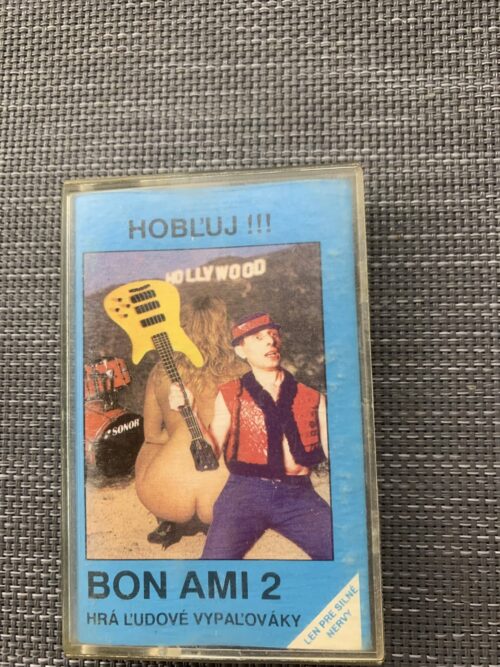 HOBĽUJ !!!
HOLLYWOOD
SONOR
BON AMI 2
HRÁ ĽUDOVÉ VYPAĽOVÁKY
LEN PRE SILNÉ
NERVY